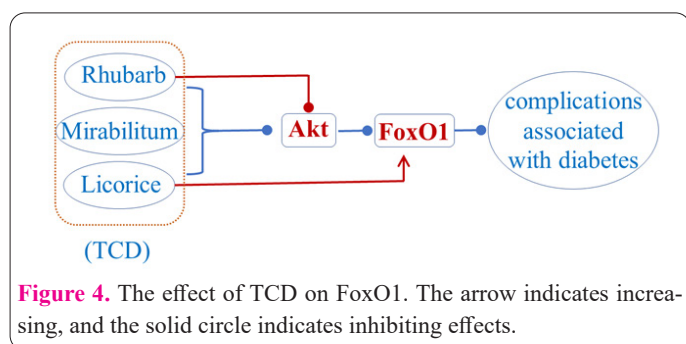 Rhubarb
Mirabilitum
Licorice
(TCD)
Akt
FoxO1
complications
associated
with diabetes
Figure 4. The effect of TCD on FoxO1. The arrow indicates increa-
sing, and the solid circle indicates inhibiting effects.